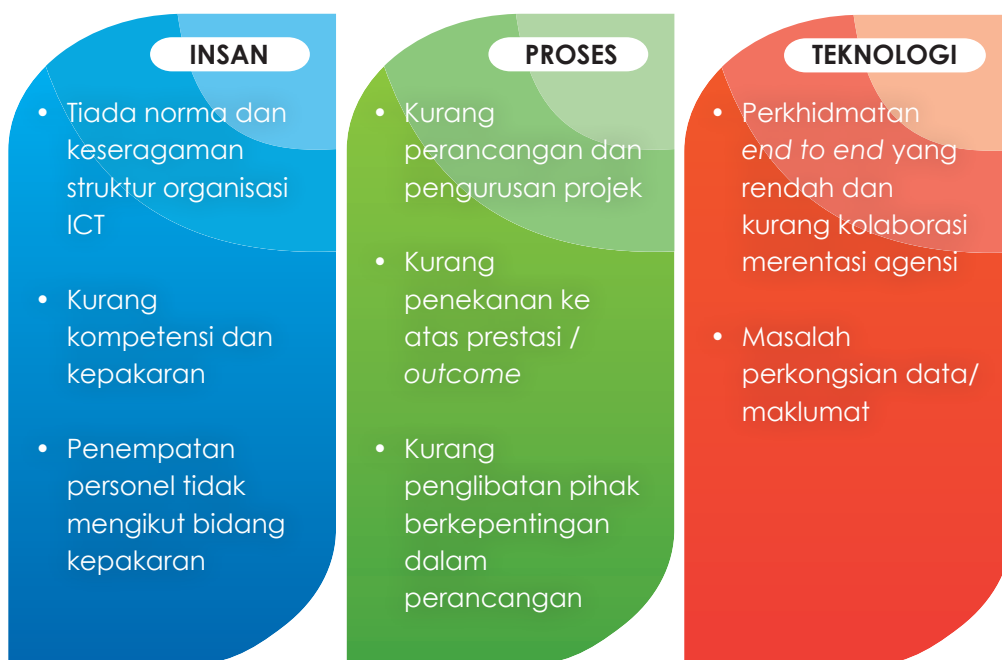 INSAN
• Tiada norma dan
keseragaman
struktur organisasi
ICT
• Kurang
kompetensi dan
kepakaran
• Penempatan
personel tidak
mengikut bidang
kepakaran
PROSES
• Kurang
perancangan dan
pengurusan projek
• Kurang
penekanan ke
atas prestasi /
outcome
• Kurang
penglibatan pihak
berkepentingan
dalam
perancangan
TEKNOLOGI
• Perkhidmatan
end to end yang
rendah dan
kurang kolaborasi
merentasi agensi
• Masalah
perkongsian data/
maklumat